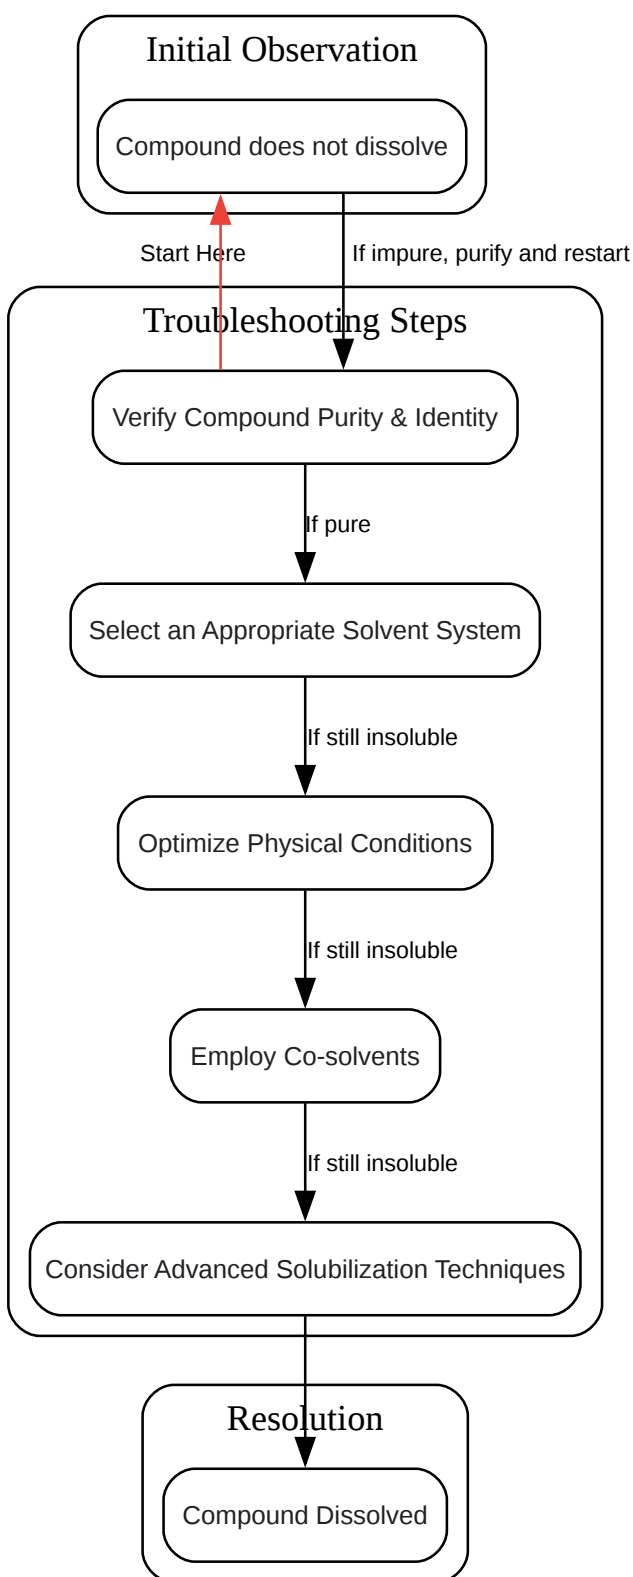 Initial Observation
Compound does not dissolve
Start Here
If impure, purify and restart
Troubleshooting Steps
Verify Compound Purity & Identity
If pure
Select an Appropriate Solvent System
If still insoluble
Optimize Physical Conditions
If still insoluble
Employ Co-solvents
If still insoluble
Consider Advanced Solubilization Techniques
Resolution
Compound Dissolved